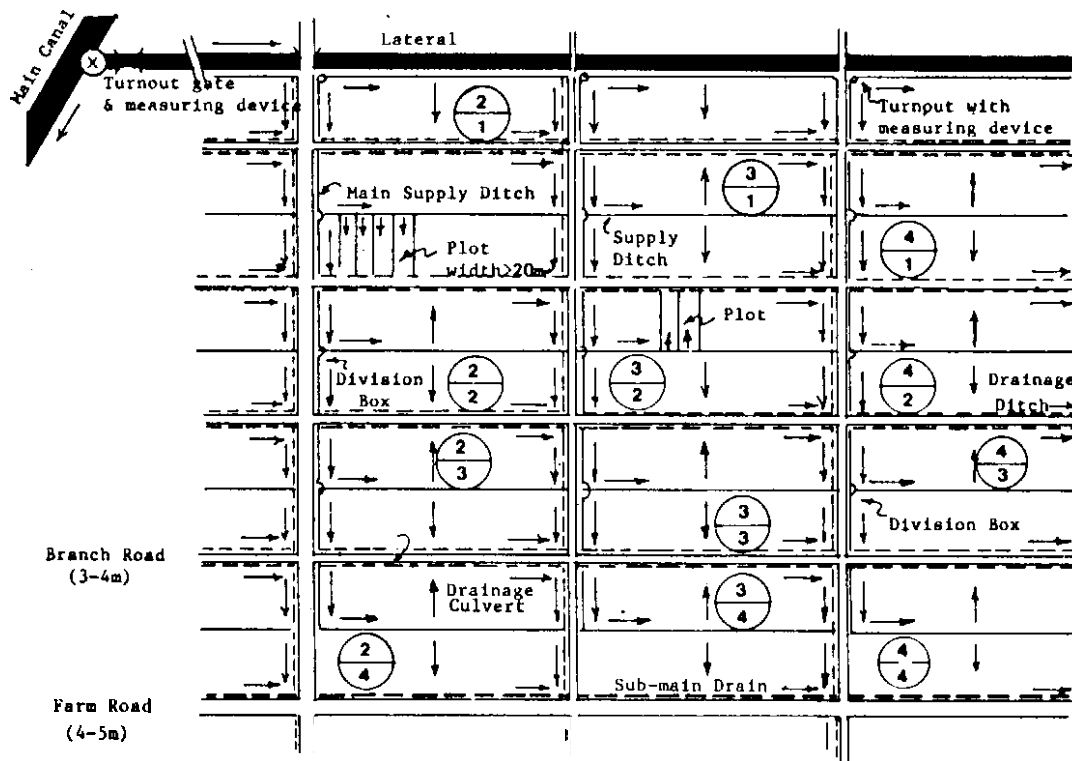 Main Canal
Lateral
X
Turnout gate
& measuring device
2
1
Turnout with
measuring device
Main Supply Ditch
3
1
Plot
width>20m
Supply
Ditch
4
1
Plot
Division
Box
2
2
3
2
4
2
Drainage
Ditch
2
3
4
3
3
3
Division Box
Branch Road
(3-4m)
Drainage
Culvert
3
4
2
4
4
4
Sub-main Drain
Farm Road
(4-5m)